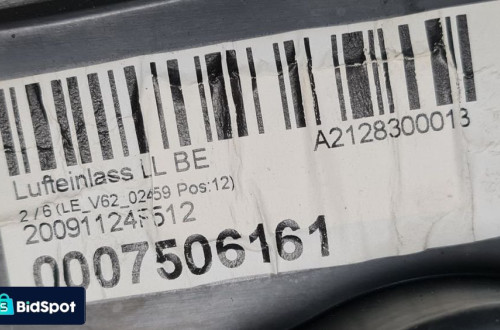 A2128300013
Lufteinlass LL BE
2 / 6 (LE_V62_02459 Pos:12)
20091124F512
0007506161
BidSpot